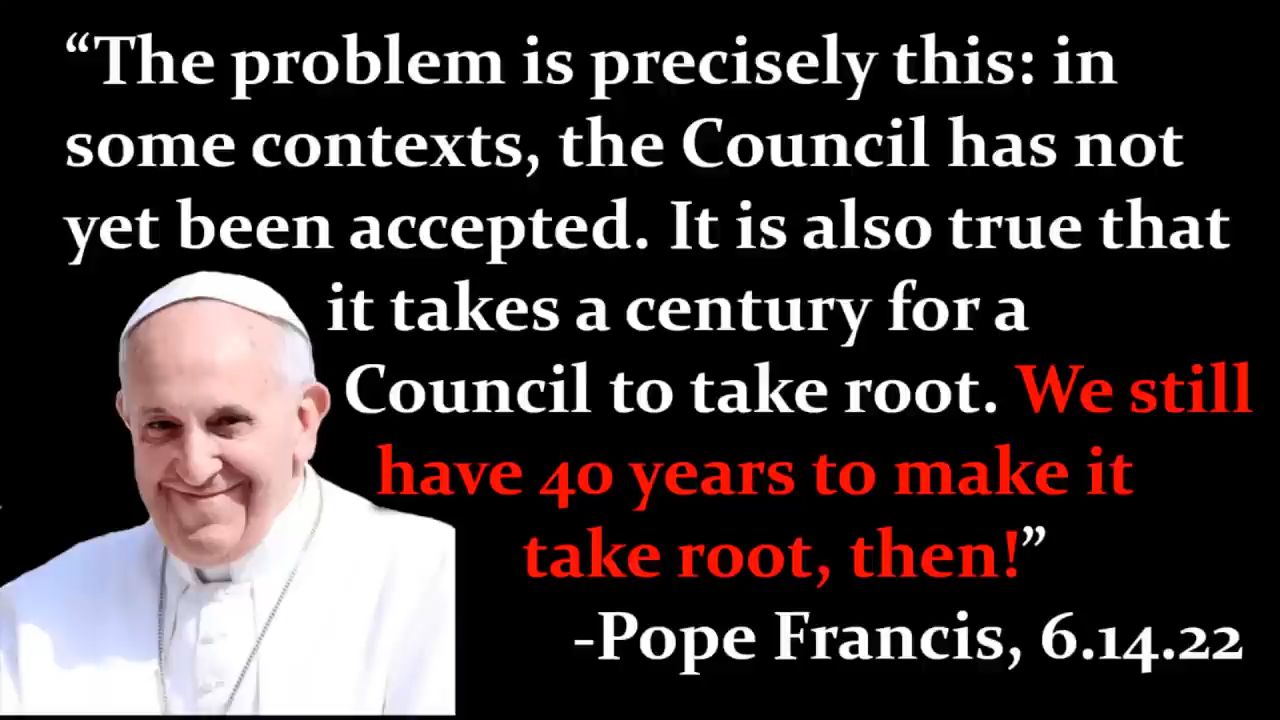 “The problem is precisely this: in
some contexts, the Council has not
yet been accepted. It is also true that
it takes a century for a
Council to take root. We still
have 40 years to make it
take root, then!”
-Pope Francis, 6.14.22